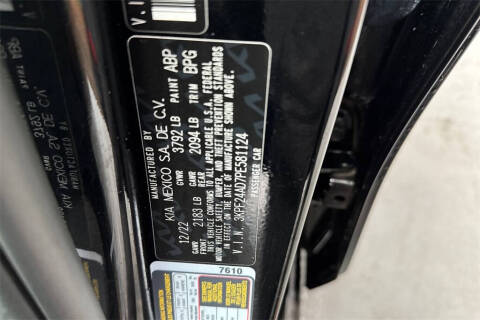 MANUFACTURED BY
KIA MEXICO S.A. DE C.V.
12/22 GVWR 3792 LB PAINT ABP
GAWR FRONT 2183 LB GAWR REAR 2094 LB TRIM BPG
THIS VEHICLE CONFORMS TO ALL APPLICABLE U.S.A. FEDERAL
MOTOR VEHICLE SAFETY, BUMPER, AND THEFT PREVENTION STANDARDS
IN EFFECT ON THE DATE OF MANUFACTURE SHOWN ABOVE.
V.I.N. 3KPF24AD7PE581124
PASSENGER CAR
7610